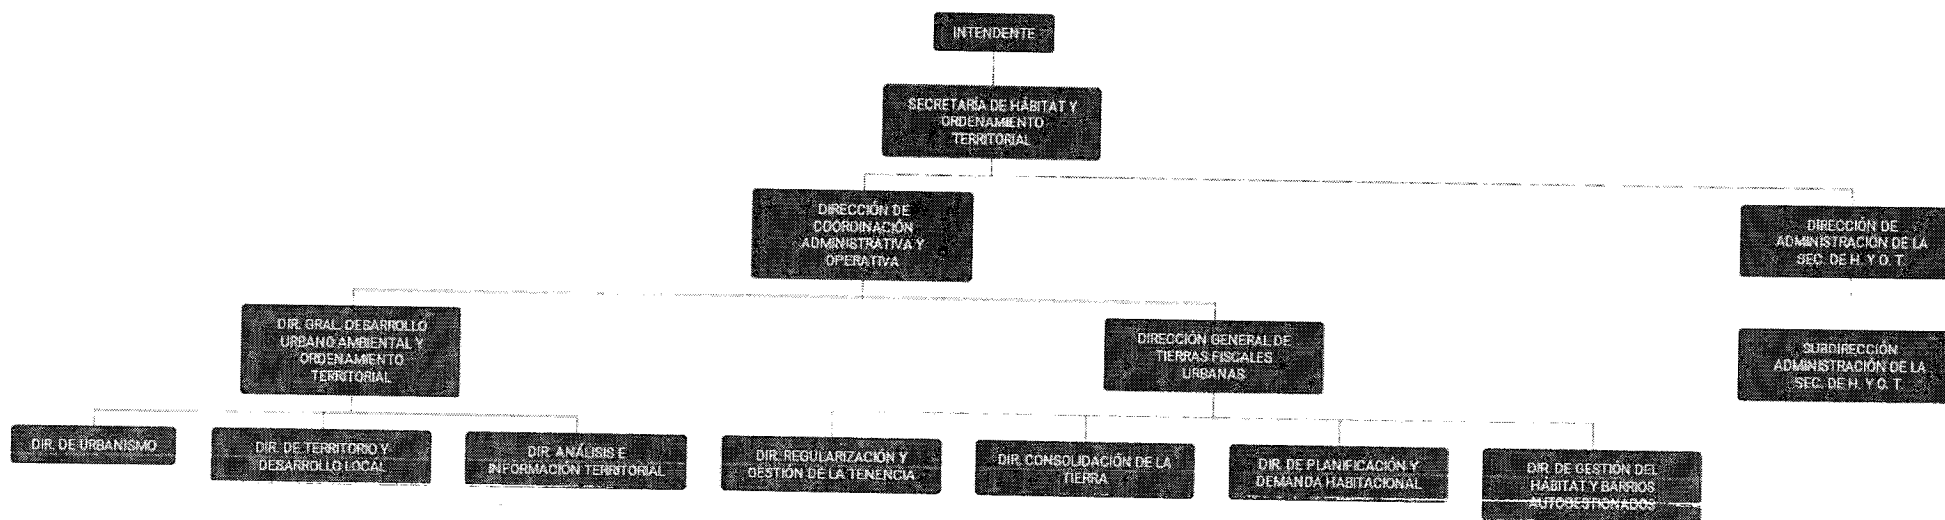 INTENDENTE
SECRETARÍA DE HÁBITAT Y
ORDENAMIENTO
TERRITORIAL
DIRECCIÓN DE
COORDINACIÓN
ADMINISTRATIVA Y
OPERATIVA
DIRECCIÓN DE
ADMINISTRACIÓN DE LA
SEC. DE H. Y O. T.
DIR. GRAL. DESARROLLO
URBANO AMBIENTAL Y
ORDENAMIENTO
TERRITORIAL
DIRECCIÓN GENERAL DE
TIERRAS FISCALES
URBANAS
SUBDIRECCIÓN
ADMINISTRACIÓN DE LA
SEC. DE H. Y O. T.
DIR. DE URBANISMO
DIR. DE TERRITORIO Y
DESARROLLO LOCAL
DIR. ANÁLISIS E
INFORMACIÓN TERRITORIAL
DIR. REGULARIZACIÓN Y
GESTIÓN DE LA TENENCIA
DIR. CONSOLIDACIÓN DE LA
TIERRA
DIR. DE PLANIFICACIÓN Y
DEMANDA HABITACIONAL
DIR. DE GESTIÓN DEL
HÁBITAT Y BARRIOS
AUTOGESTIONADOS